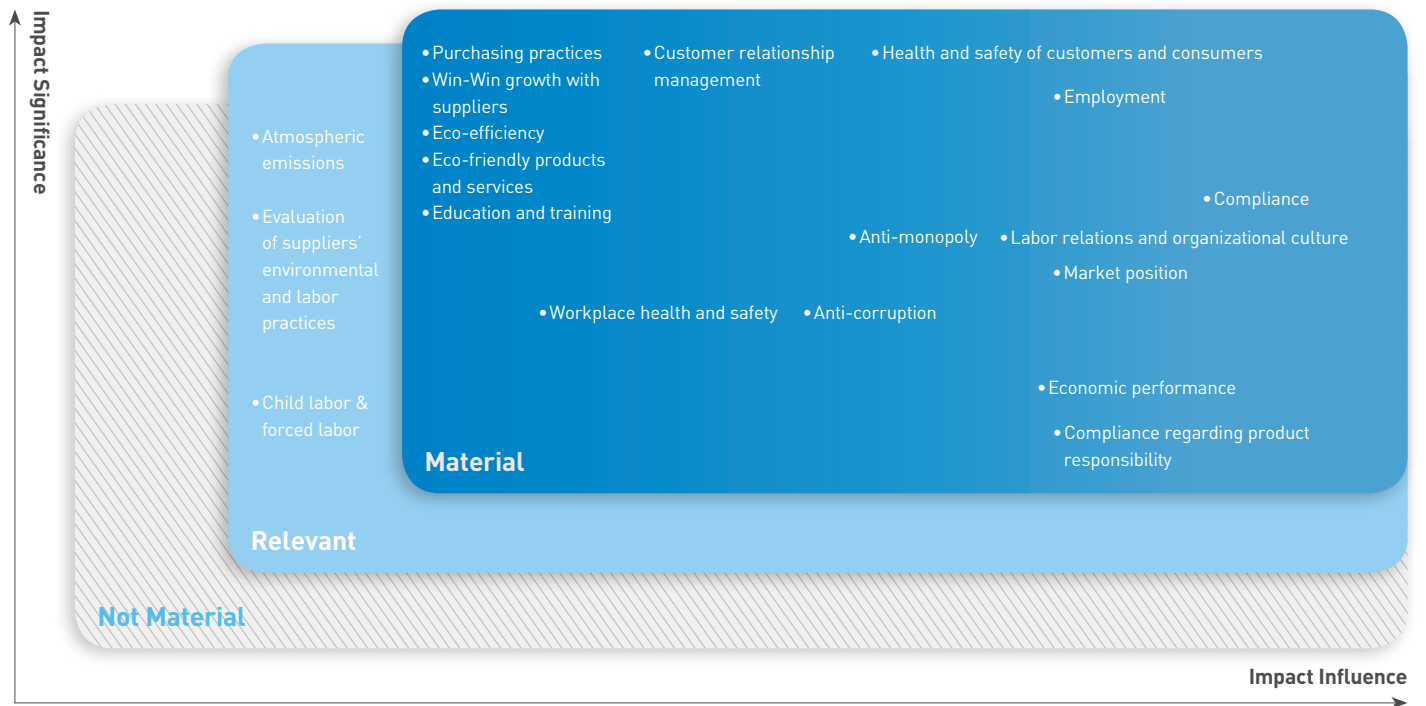 Impact Significance
• Purchasing practices
• Win-Win growth with
suppliers
• Eco-efficiency
• Eco-friendly products
and services
• Education and training
• Customer relationship
management
• Health and safety of customers and consumers
• Employment
• Atmospheric
emissions
• Evaluation
of suppliers'
environmental
and labor
practices
• Child labor &
forced labor
• Compliance
• Anti-monopoly
• Labor relations and organizational culture
• Market position
• Workplace health and safety
• Anti-corruption
• Economic performance
• Compliance regarding product
responsibility
Material
Relevant
Not Material
Impact Influence